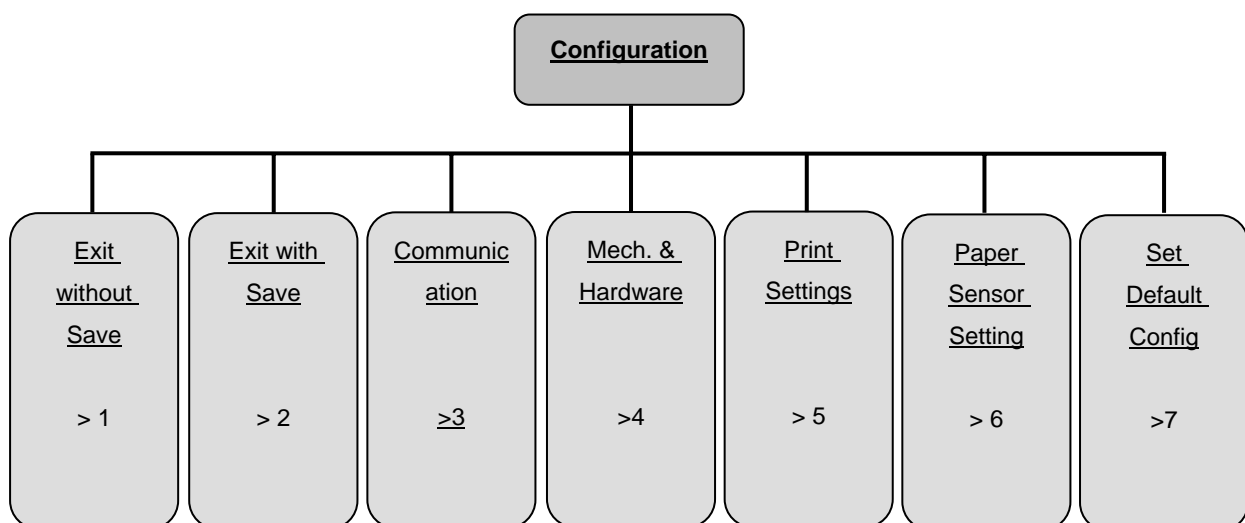 Configuration
Exit
without
Save
> 1
Exit with
Save
> 2
Communic
ation
>3
Mech. &
Hardware
>4
Print
Settings
> 5
Paper
Sensor
Setting
> 6
Set
Default
Config
>7